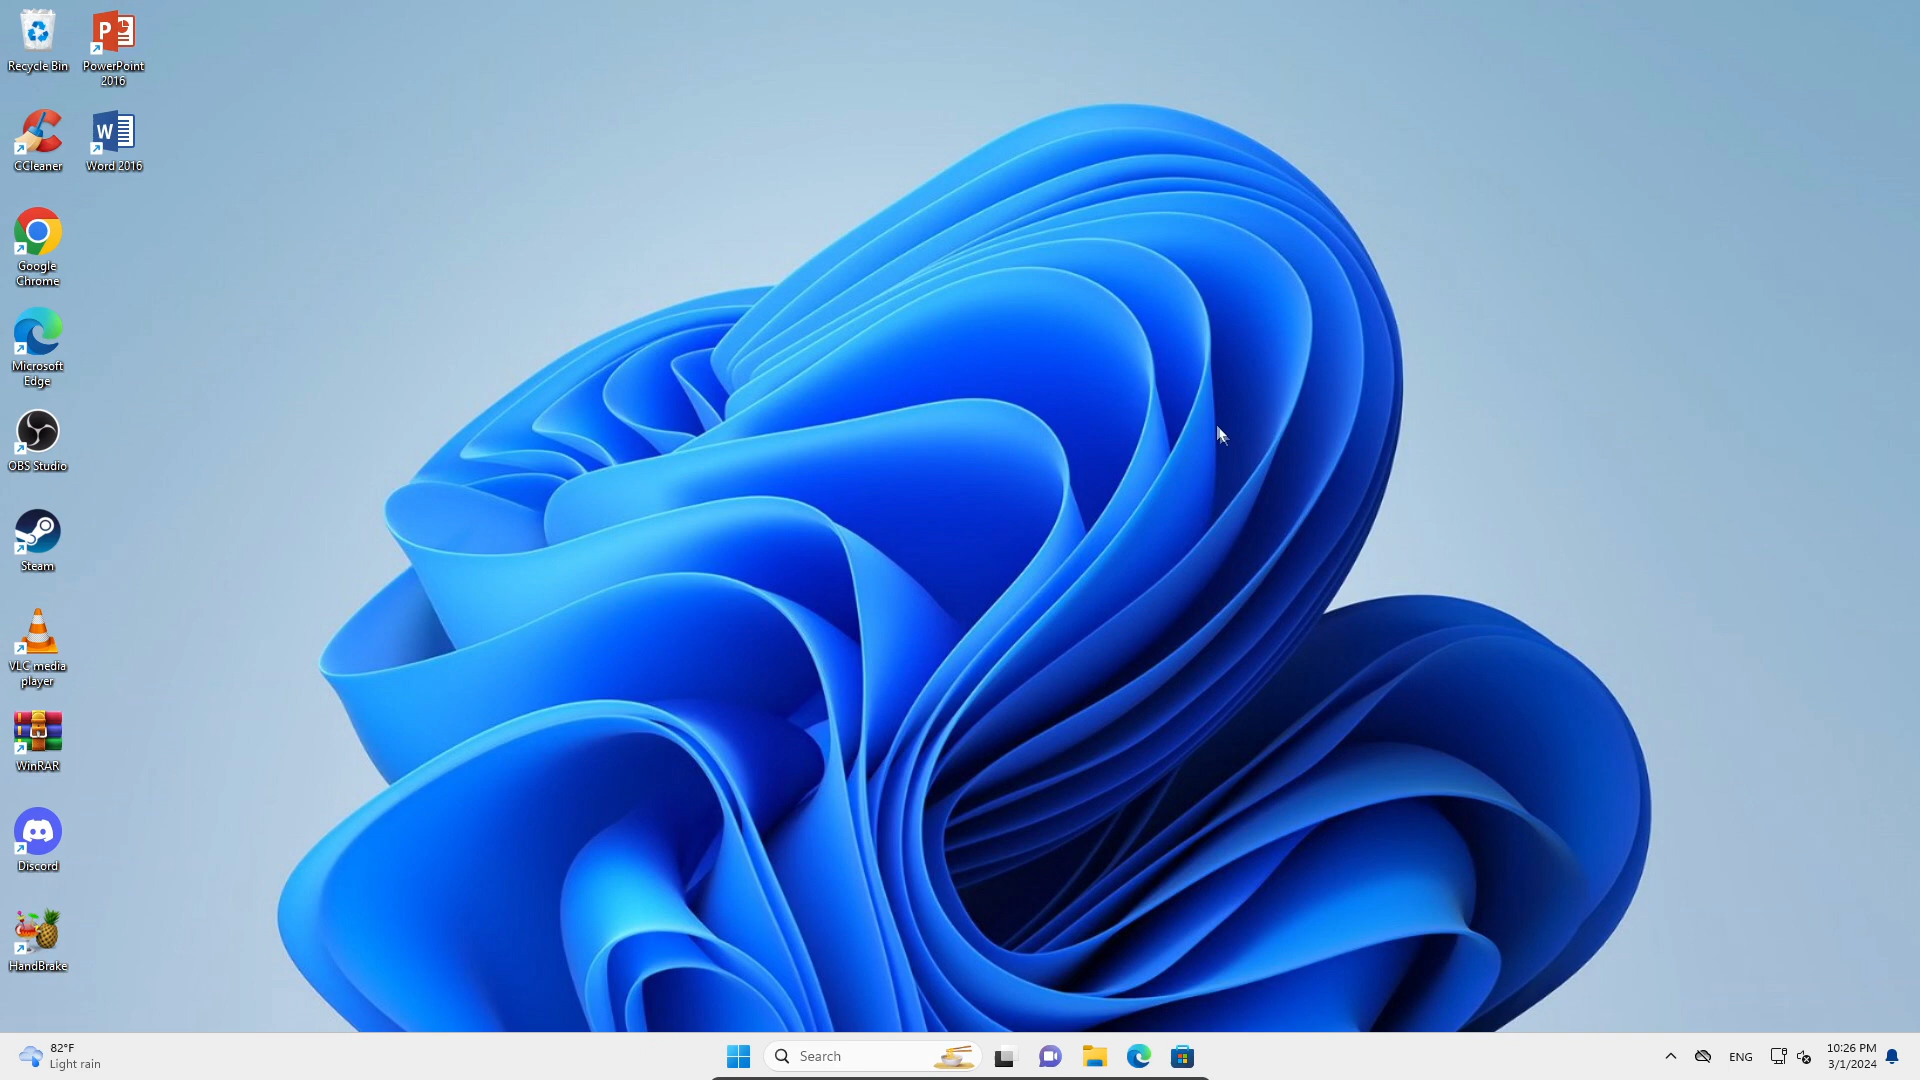 Recycle Bin
PowerPoint
2016
CCleaner
Word 2016
Google
Chrome
Microsoft
Edge
OBS Studio
Steam
VLC media
player
WinRAR
Discord
HandBrake
82°F
Light rain
Search
ENG
10:26 PM
3/1/2024